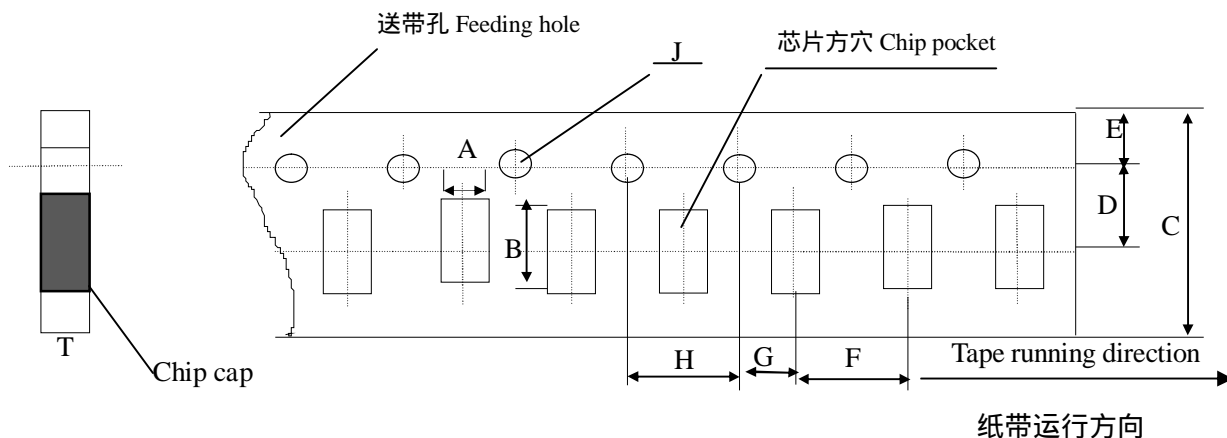 送带孔 Feeding hole
芯片方穴 Chip pocket
J
E
A
D
C
B
T
Chip cap
H
G
F
Tape running direction
纸带运行方向